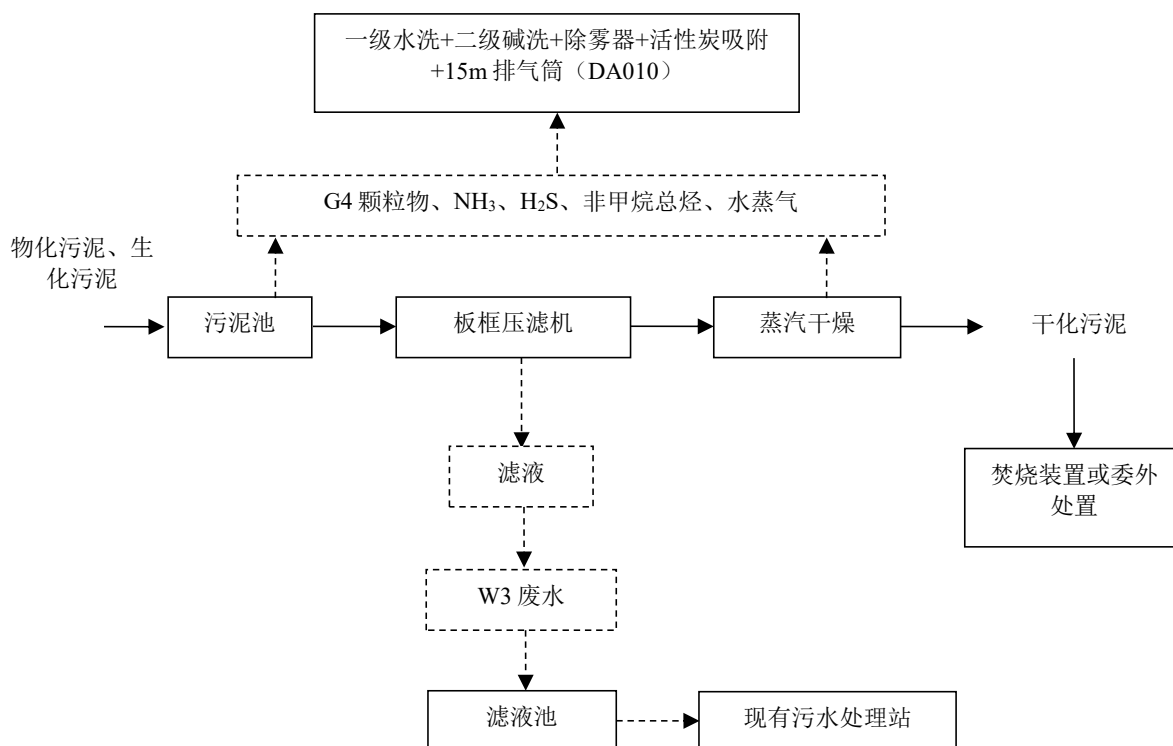 一级水洗+二级碱洗+除雾器+活性炭吸附
+15m 排气筒（DA010）
G4 颗粒物、NH₃、H₂S、非甲烷总烃、水蒸气
物化污泥、生
化污泥
污泥池
板框压滤机
蒸汽干燥
干化污泥
滤液
焚烧装置或委外
处置
W3 废水
滤液池
现有污水处理站